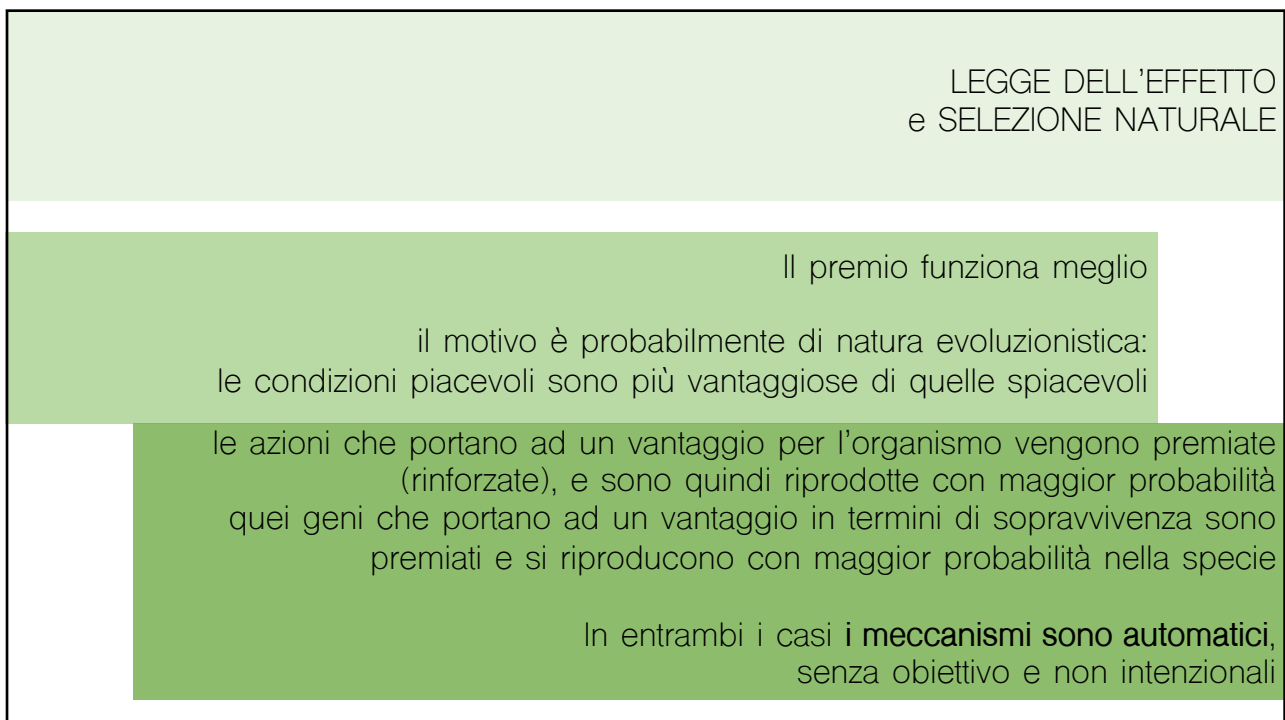 LEGGE DELL'EFFETTO
e SELEZIONE NATURALE
Il premio funziona meglio
il motivo è probabilmente di natura evoluzionistica:
le condizioni piacevoli sono più vantaggiose di quelle spiacevoli
le azioni che portano ad un vantaggio per l'organismo vengono premiate
(rinforzate), e sono quindi riprodotte con maggior probabilità
quei geni che portano ad un vantaggio in termini di sopravvivenza sono
premiati e si riproducono con maggior probabilità nella specie
In entrambi i casi i meccanismi sono automatici,
senza obiettivo e non intenzionali